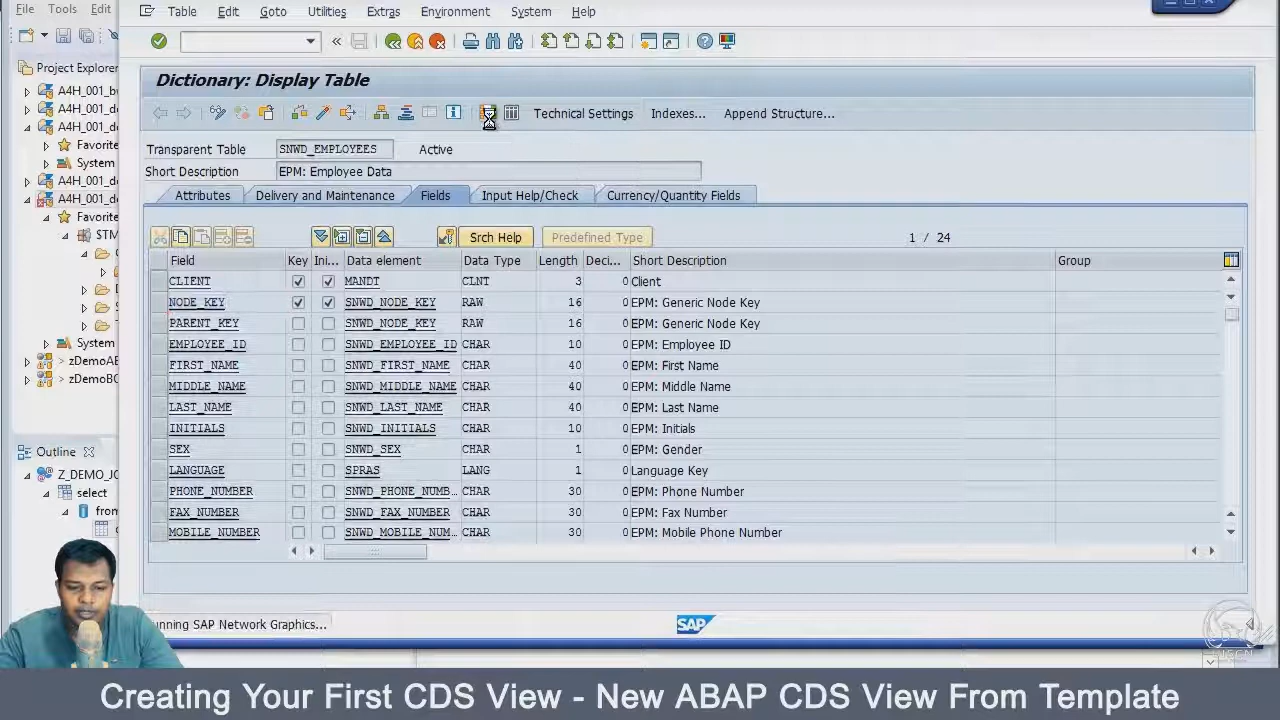 File Tools Edit
Table Edit Goto Utilities Extras Environment System Help
Project Explorer
Dictionary: Display Table
Technical Settings Indexes... Append Structure...
Transparent Table SNWD_EMPLOYEES Active
Short Description EPM: Employee Data
Attributes Delivery and Maintenance Fields Input Help/Check Currency/Quantity Fields
Srch Help Predefined Type 1 / 24
Field Key Ini... Data element Data Type Length Deci... Short Description Group
CLIENT MANDT CLNT 3 0 Client
NODE_KEY SNWD_NODE_KEY RAW 16 0 EPM: Generic Node Key
PARENT_KEY SNWD_NODE_KEY RAW 16 0 EPM: Generic Node Key
EMPLOYEE_ID SNWD_EMPLOYEE_ID CHAR 10 0 EPM: Employee ID
FIRST_NAME SNWD_FIRST_NAME CHAR 40 0 EPM: First Name
MIDDLE_NAME SNWD_MIDDLE_NAME CHAR 40 0 EPM: Middle Name
LAST_NAME SNWD_LAST_NAME CHAR 40 0 EPM: Last Name
INITIALS SNWD_INITIALS CHAR 10 0 EPM: Initials
SEX SNWD_SEX CHAR 1 0 EPM: Gender
LANGUAGE SPRAS LANG 1 0 Language Key
PHONE_NUMBER SNWD_PHONE_NUMB... CHAR 30 0 EPM: Phone Number
FAX_NUMBER SNWD_FAX_NUMBER CHAR 30 0 EPM: Fax Number
MOBILE_NUMBER SNWD_MOBILE_NUM... CHAR 30 0 EPM: Mobile Phone Number
A4H_001_b
A4H_001_d
A4H_001_d
Favorite
System
A4H_001_d
A4H_001_d
Favorite
STM
System
> zDemoAB
> zDemoBO
Outline
Z_DEMO_JO
select
from
unning SAP Network Graphics...
SAP
Creating Your First CDS View - New ABAP CDS View From Template